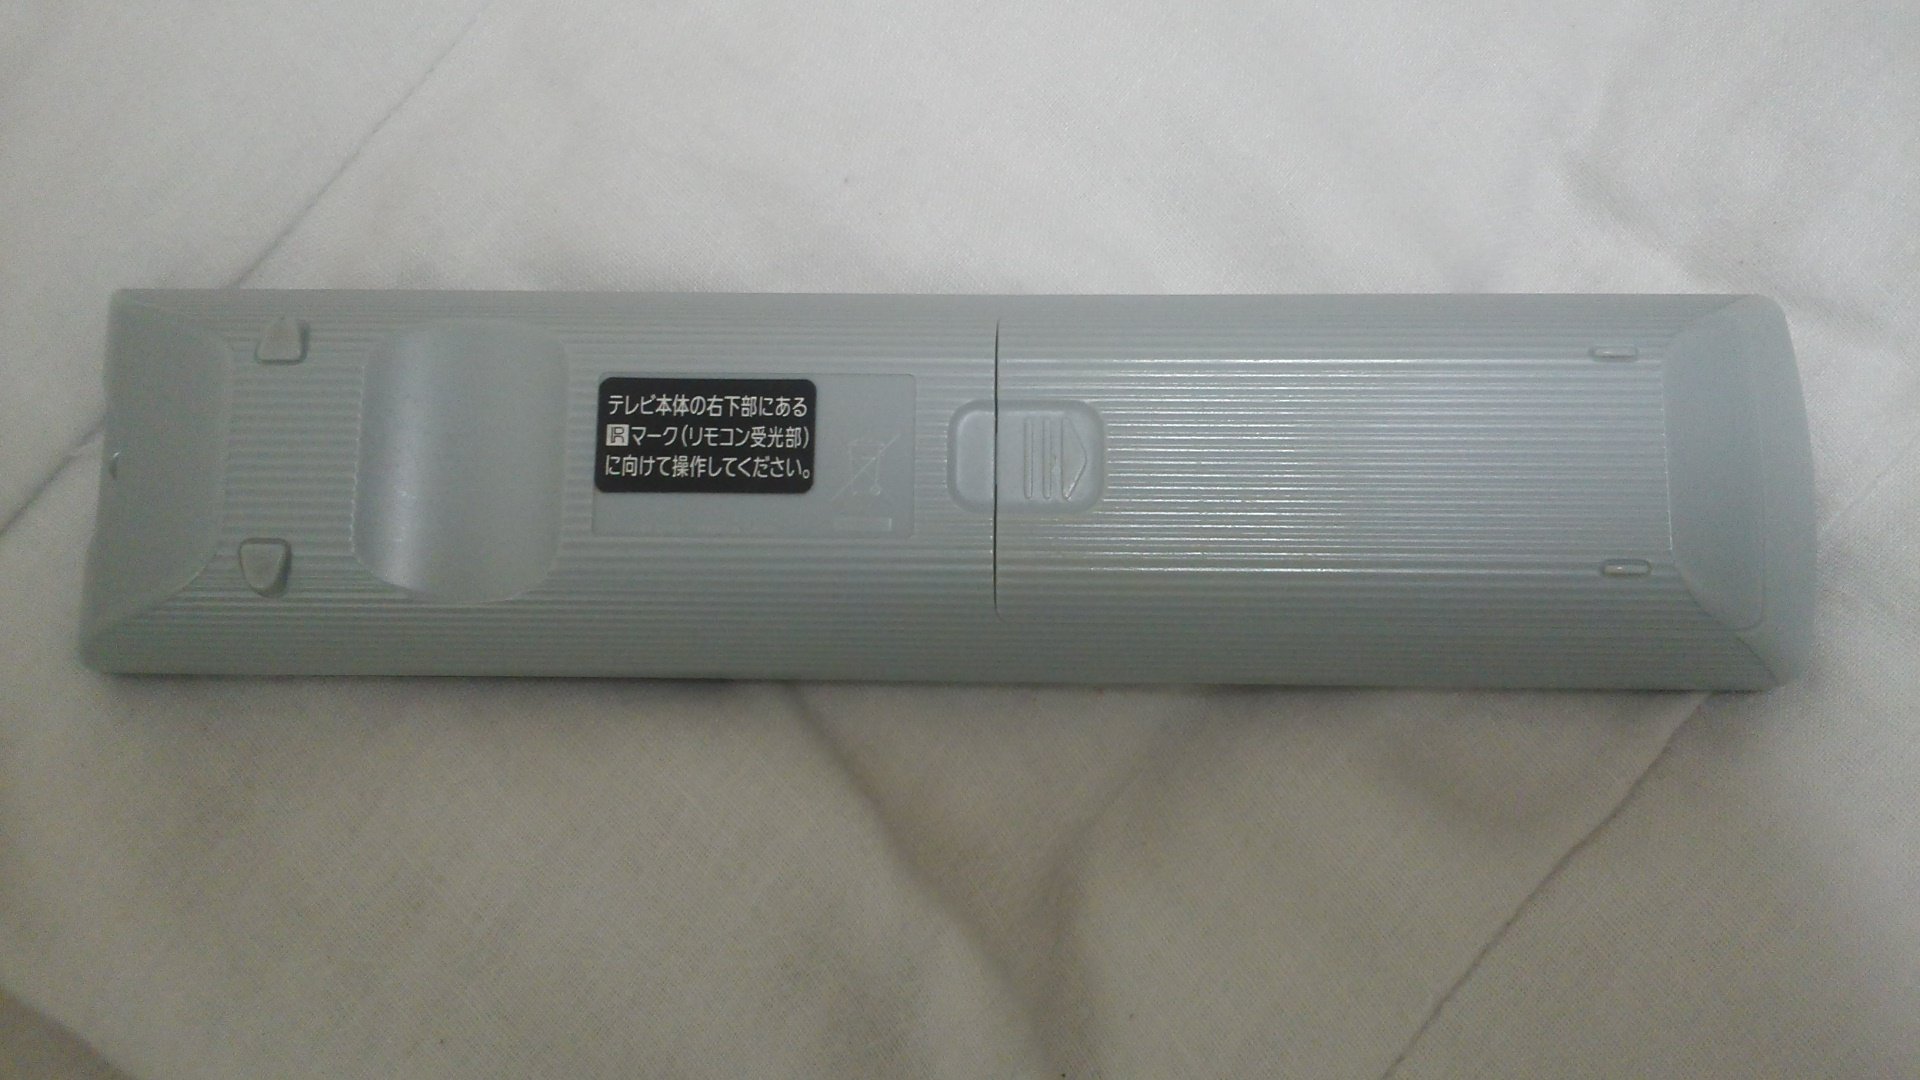 テレビ本体の右下部にある
IRマーク(リモコン受光部)
に向けて操作してください。